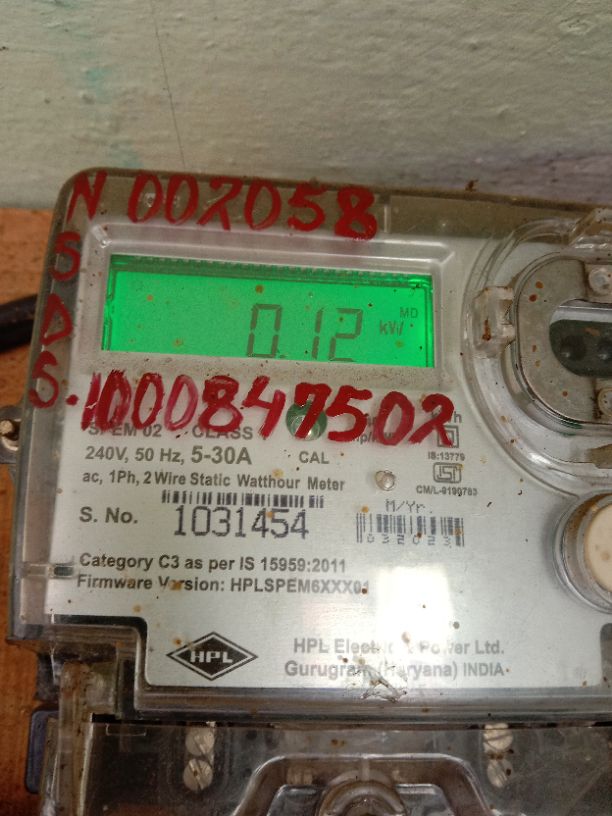 N 002058
S
D
S.
MD
0.12 kW
1000847502
SPEM 02 CLASS
240V, 50 Hz, 5-30A CAL
IS:13779
ac, 1Ph, 2 Wire Static Watthour Meter
CM/L-9190783
S. No. 1031454
M/Yr.
032023
Category C3 as per IS 15959:2011
Firmware Version: HPLSPEM6XXX01
HPL
HPL Electric & Power Ltd.
Gurugram (Haryana) INDIA